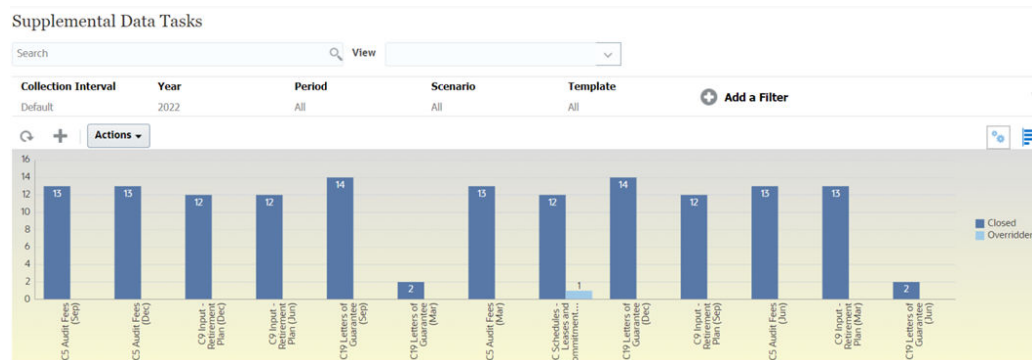 Supplemental Data Tasks
Search
View
Collection Interval Year Period Scenario Template
Add a Filter
Default 2022 All All All
Actions
16
14
12
10
8
6
4
2
0
13 13 12 12 14 2 13 12 1 14 12 13 13 2
Closed
Overridden
C5 Audit Fees
(Sep)
C5 Audit Fees
(Dec)
C9 Input -
Retirement
Plan (Dec)
C9 Input -
Retirement
Plan (Jun)
C19 Letters of
Guarantee
(Sep)
C19 Letters of
Guarantee
(Mar)
C5 Audit Fees
(Mar)
C Schedules -
Leases and
ommitment...
C19 Letters of
Guarantee
(Dec)
C9 Input -
Retirement
Plan (Sep)
C5 Audit Fees
(Jun)
C9 Input -
Retirement
Plan (Mar)
C19 Letters of
Guarantee
(Jun)